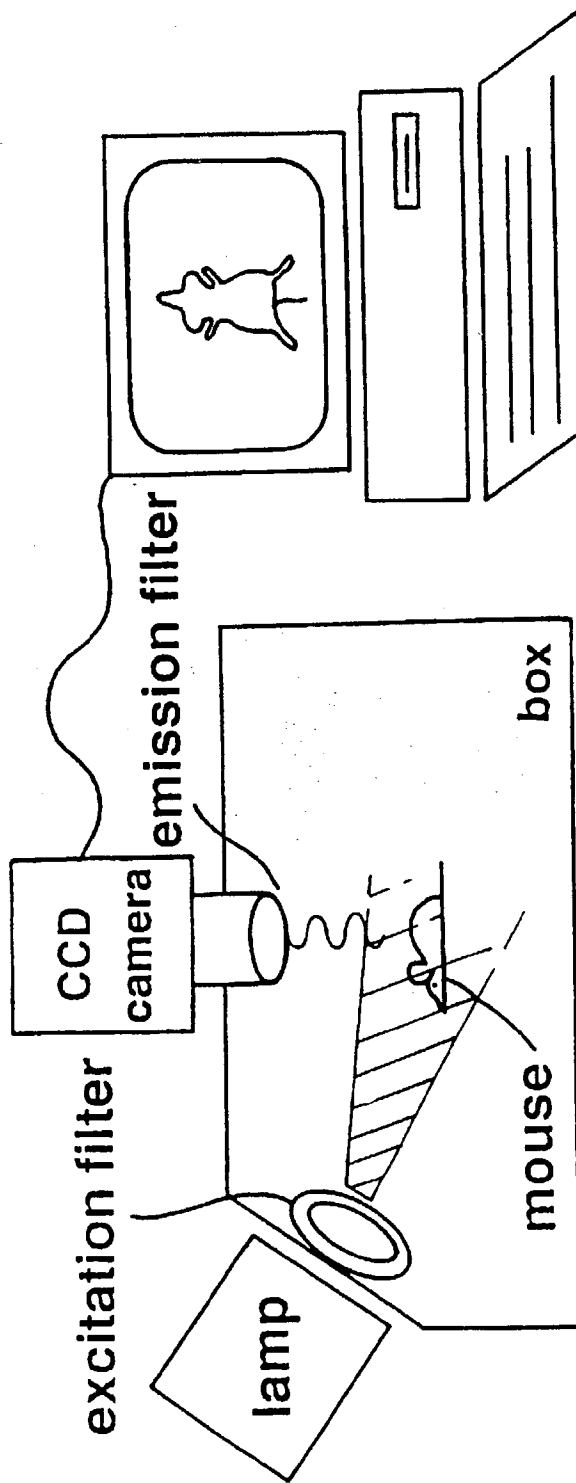 excitation filter
CCD
camera
emission filter
lamp
mouse
box